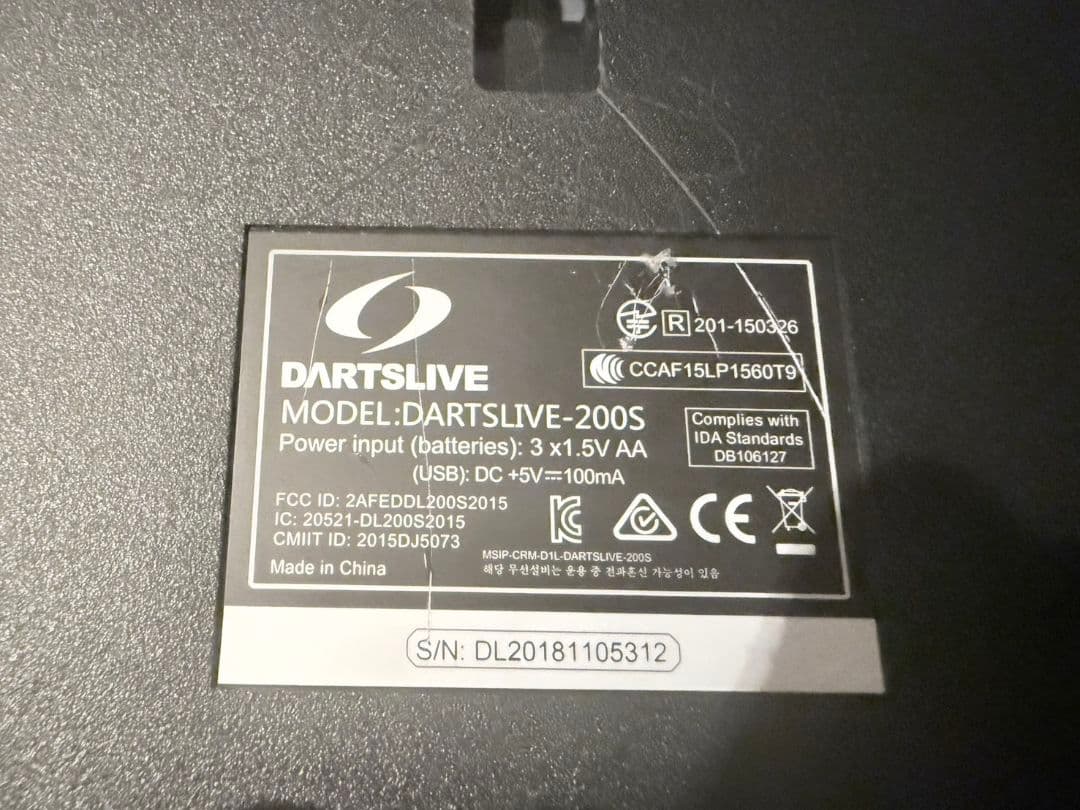 R 201-150326
CCAF15LP1560T9
DARTSLIVE
MODEL:DARTSLIVE-200S
Power input (batteries): 3 x1.5V AA
(USB): DC +5V⎓100mA
Complies with
IDA Standards
DB106127
FCC ID: 2AFEDDL200S2015
IC: 20521-DL200S2015
CMIIT ID: 2015DJ5073
Made in China
CE
MSIP-CRM-D1L-DARTSLIVE-200S
해당 무선설비는 운용 중 전파혼신 가능성이 있음
S/N: DL20181105312